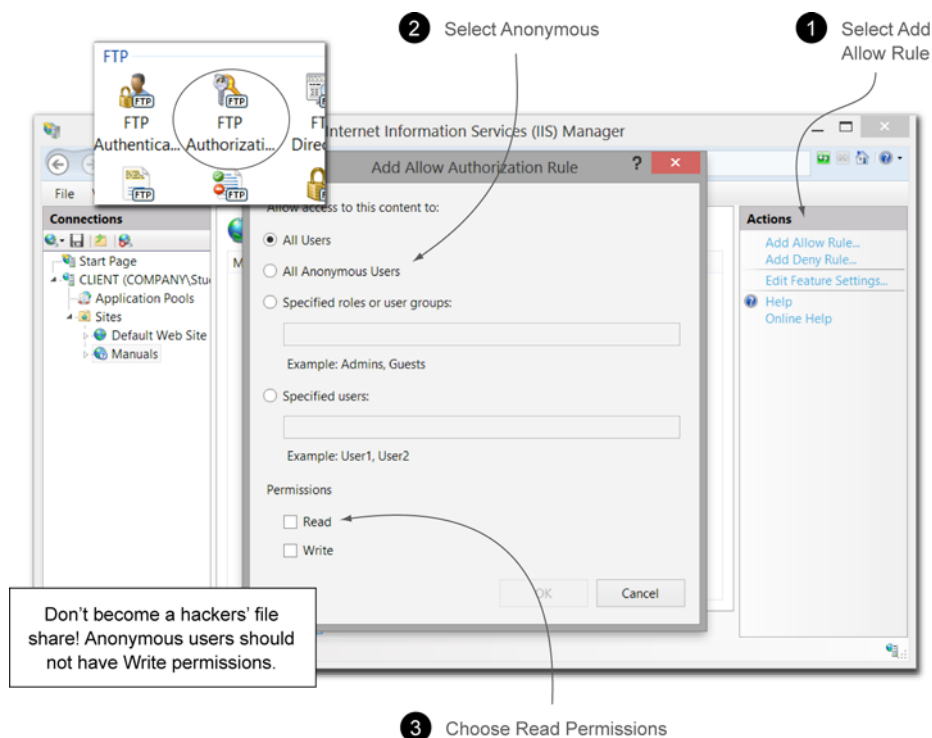 2 Select Anonymous
1 Select Add
Allow Rule
FTP
FTP
FTP
FTP
Authentica...
FTP
Authorizati...
Direc
FTP
FTP
Internet Information Services (IIS) Manager
File
Connections
Start Page
CLIENT (COMPANY\Stu
Application Pools
Sites
Default Web Site
Manuals
Add Allow Authorization Rule ? ×
Allow access to this content to:
All Users
All Anonymous Users
Specified roles or user groups:
Example: Admins, Guests
Specified users:
Example: User1, User2
Permissions
Read
Write
OK Cancel
Actions
Add Allow Rule...
Add Deny Rule...
Edit Feature Settings...
Help
Online Help
Don't become a hackers' file
share! Anonymous users should
not have Write permissions.
3 Choose Read Permissions